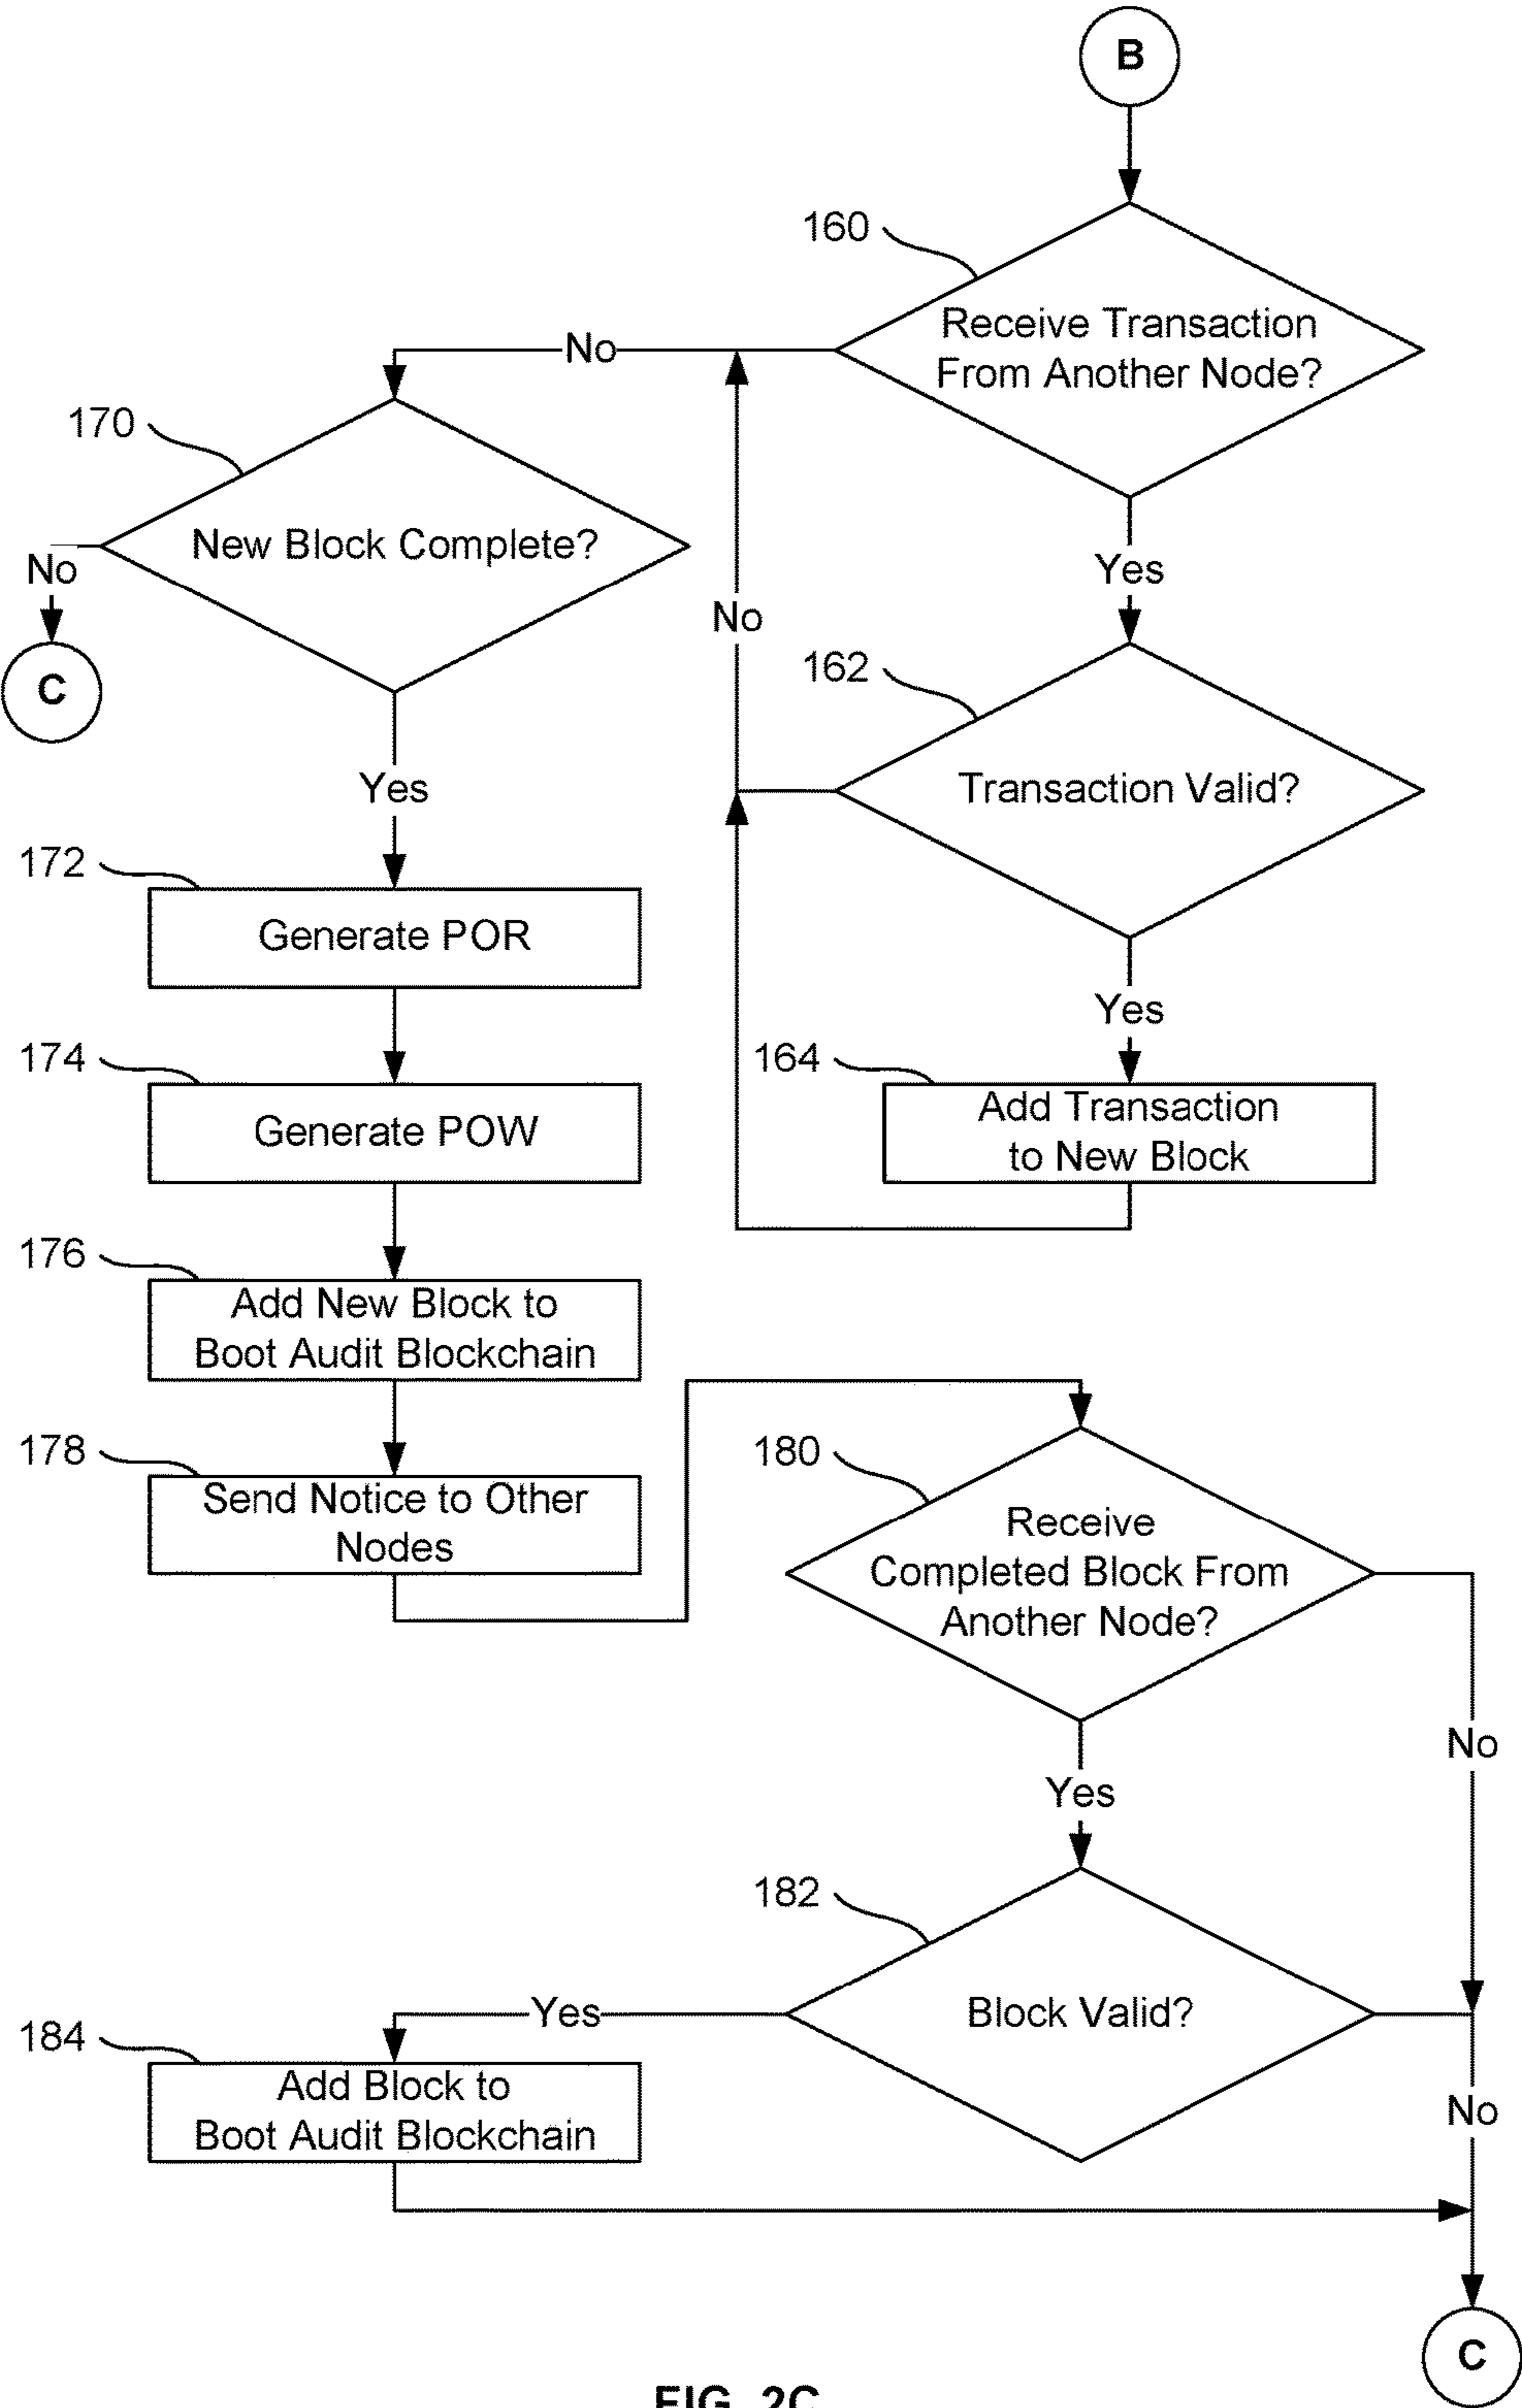 B
160
Receive Transaction
From Another Node?
No
170
New Block Complete?
No
C
Yes
No
162
Transaction Valid?
Yes
172
Generate POR
Yes
174
Generate POW
164
Add Transaction
to New Block
176
Add New Block to
Boot Audit Blockchain
178
Send Notice to Other
Nodes
180
Receive
Completed Block From
Another Node?
No
Yes
182
Block Valid?
Yes
No
184
Add Block to
Boot Audit Blockchain
C
FIG. 2C